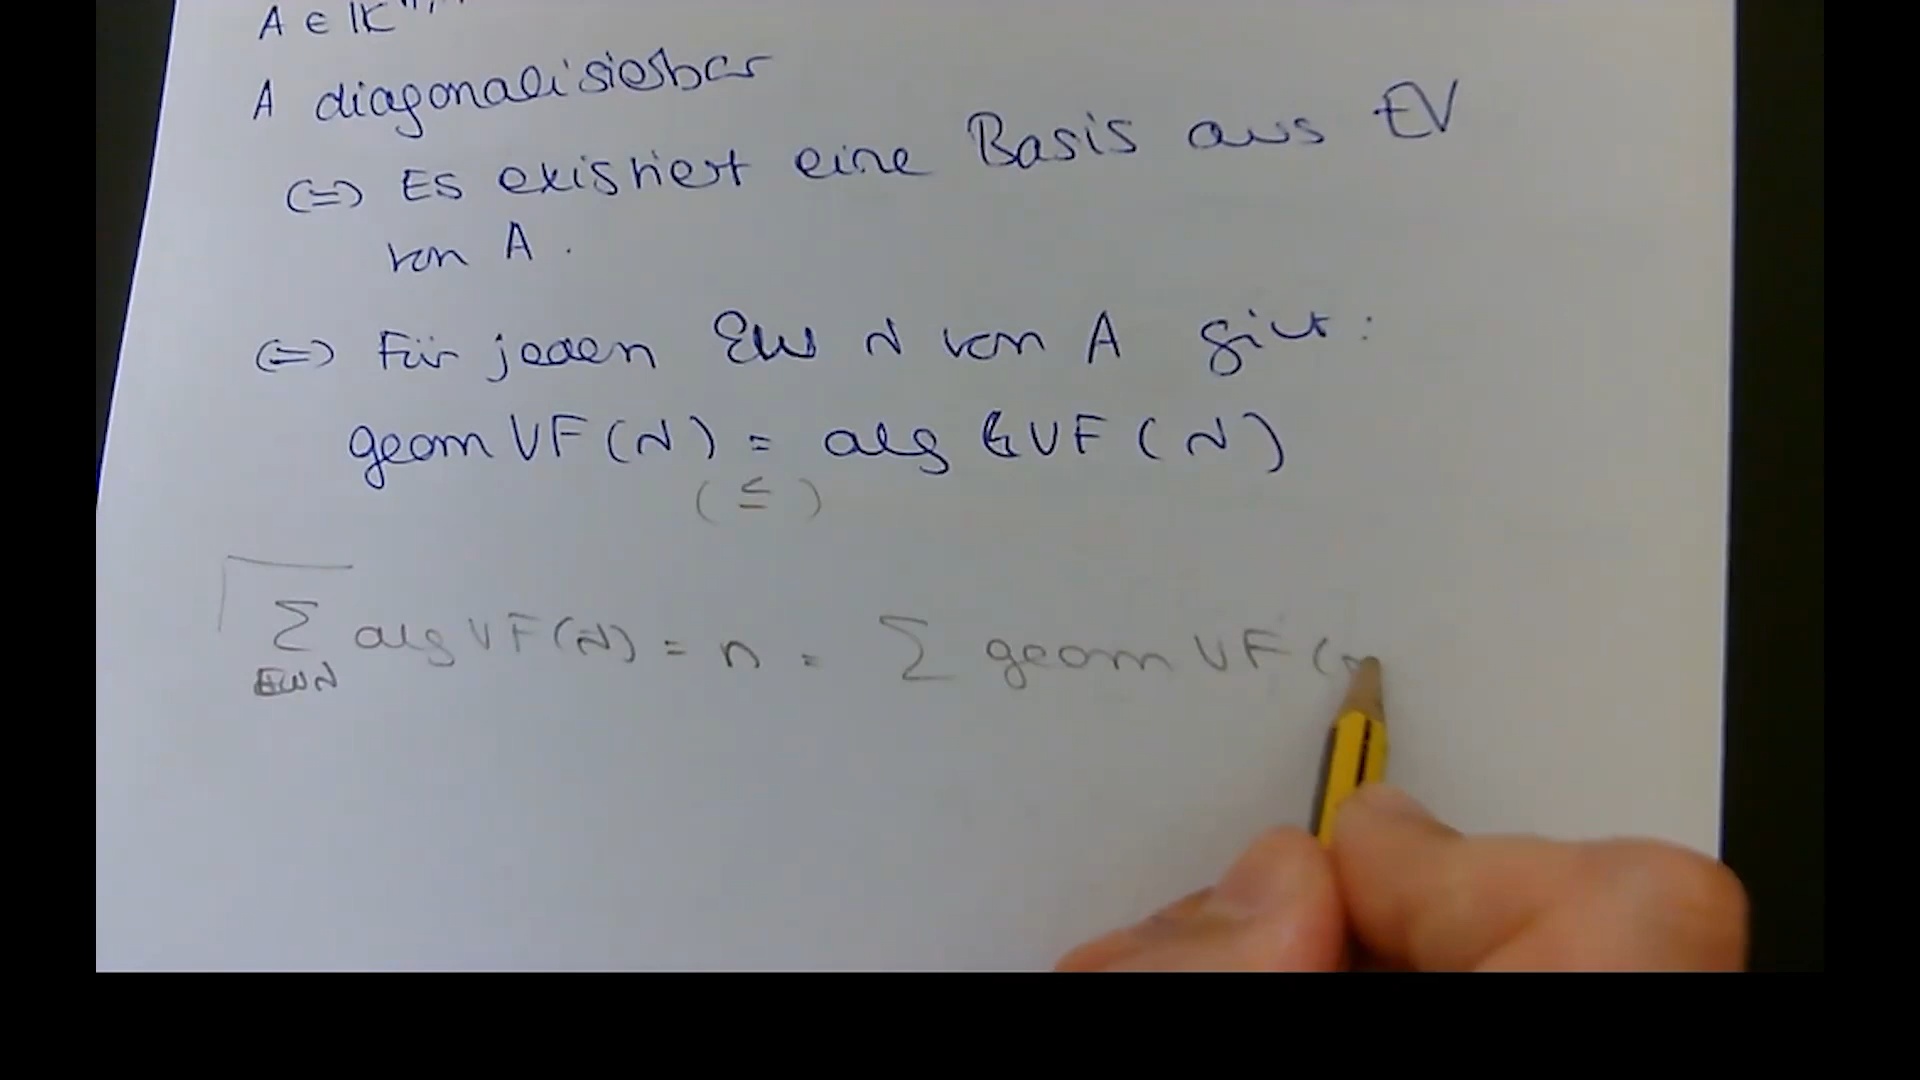 A ∈ K
A diagonalisierbar
(=) Es existiert eine Basis aus EV
von A.
(=) Für jeden EW λ von A gilt:
geom VF(λ) = alg VF(λ)
(≤)
∑ alg VF(λ) = n = ∑ geom VF(
EW λ